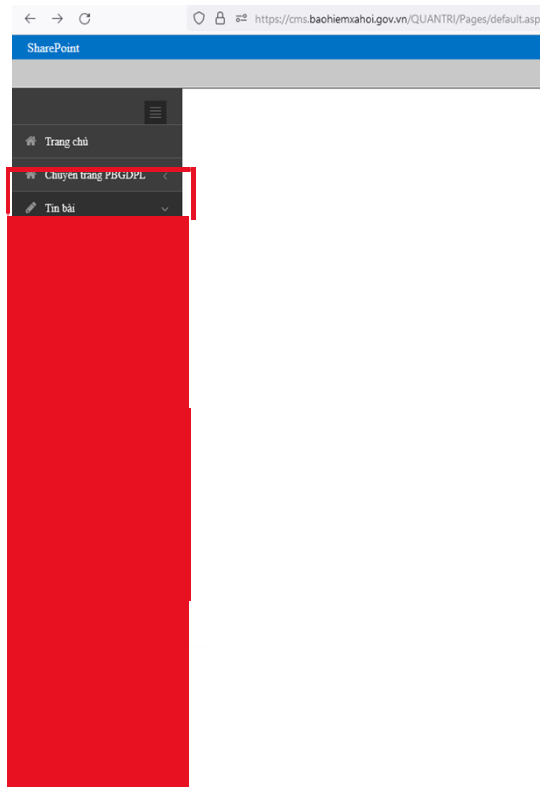 https://cms.baohiemxahoi.gov.vn/QUANTRI/Pages/default.asp
SharePoint
Trang chủ
Chuyên trang PBGDPL
Tin bài